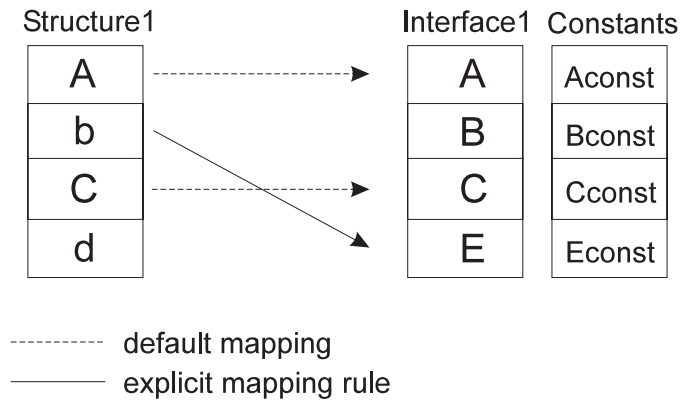 Structure1 Interface1 Constants
A A Aconst
b B Bconst
C C Cconst
d E Econst
default mapping
explicit mapping rule